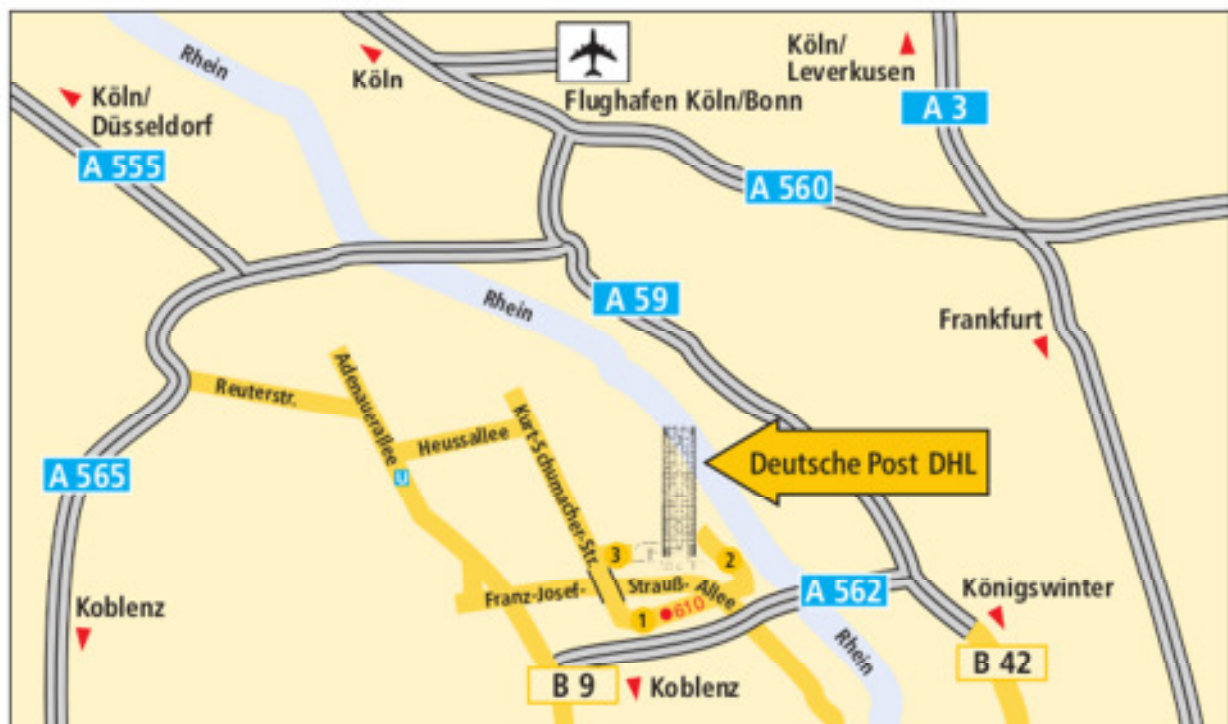 Rhein
Köln
Flughafen Köln/Bonn
Köln/
Leverkusen
A 3
Köln/
Düsseldorf
A 555
A 560
Rhein
A 59
Frankfurt
Reuterstr.
Adenaueraßlee
Heussallee
Kurt-Schumacher-Str.
U
A 565
Deutsche Post DHL
3
2
Franz-Josef-
Strauß-
Allee
610
1
A 562
Königswinter
Koblenz
Rhein
B 42
B 9
Koblenz